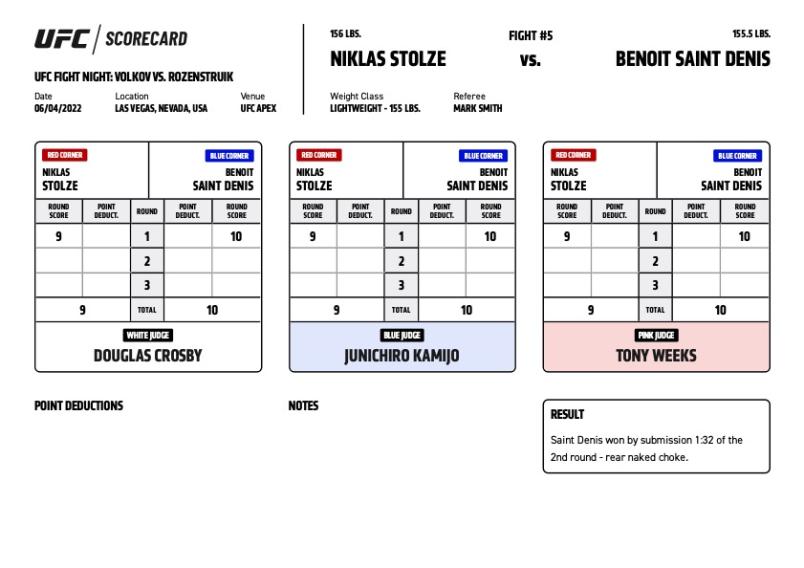 UFC / SCORECARD
UFC FIGHT NIGHT: VOLKOV VS. ROZENSTRUIK
Date Location Venue
06/04/2022 LAS VEGAS, NEVADA, USA UFC APEX
156 LBS. FIGHT #5 155.5 LBS.
NIKLAS STOLZE vs. BENOIT SAINT DENIS
Weight Class Referee
LIGHTWEIGHT - 155 LBS. MARK SMITH
RED CORNER BLUE CORNER
NIKLAS BENOIT
STOLZE SAINT DENIS
ROUND SCORE POINT DEDUCT. ROUND POINT DEDUCT. ROUND SCORE
9 1 10
2
3
9 TOTAL 10
WHITE JUDGE
DOUGLAS CROSBY
RED CORNER BLUE CORNER
NIKLAS BENOIT
STOLZE SAINT DENIS
ROUND SCORE POINT DEDUCT. ROUND POINT DEDUCT. ROUND SCORE
9 1 10
2
3
9 TOTAL 10
BLUE JUDGE
JUNICHIRO KAMIJO
RED CORNER BLUE CORNER
NIKLAS BENOIT
STOLZE SAINT DENIS
ROUND SCORE POINT DEDUCT. ROUND POINT DEDUCT. ROUND SCORE
9 1 10
2
3
9 TOTAL 10
PINK JUDGE
TONY WEEKS
POINT DEDUCTIONS
NOTES
RESULT
Saint Denis won by submission 1:32 of the
2nd round - rear naked choke.